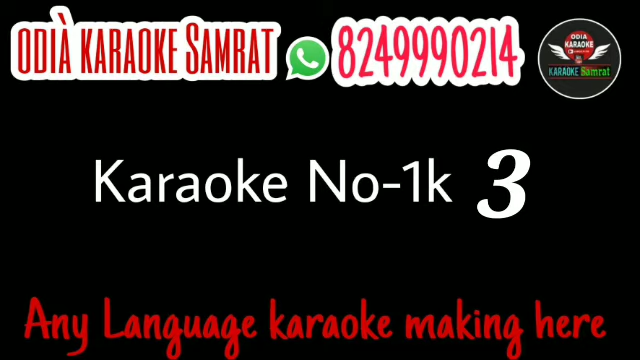 odià karaoke Samrat 8249990214
ODIA
KARAOKE
KARAOKE Samrat
Karaoke No-1k 3
Any Language karaoke making here